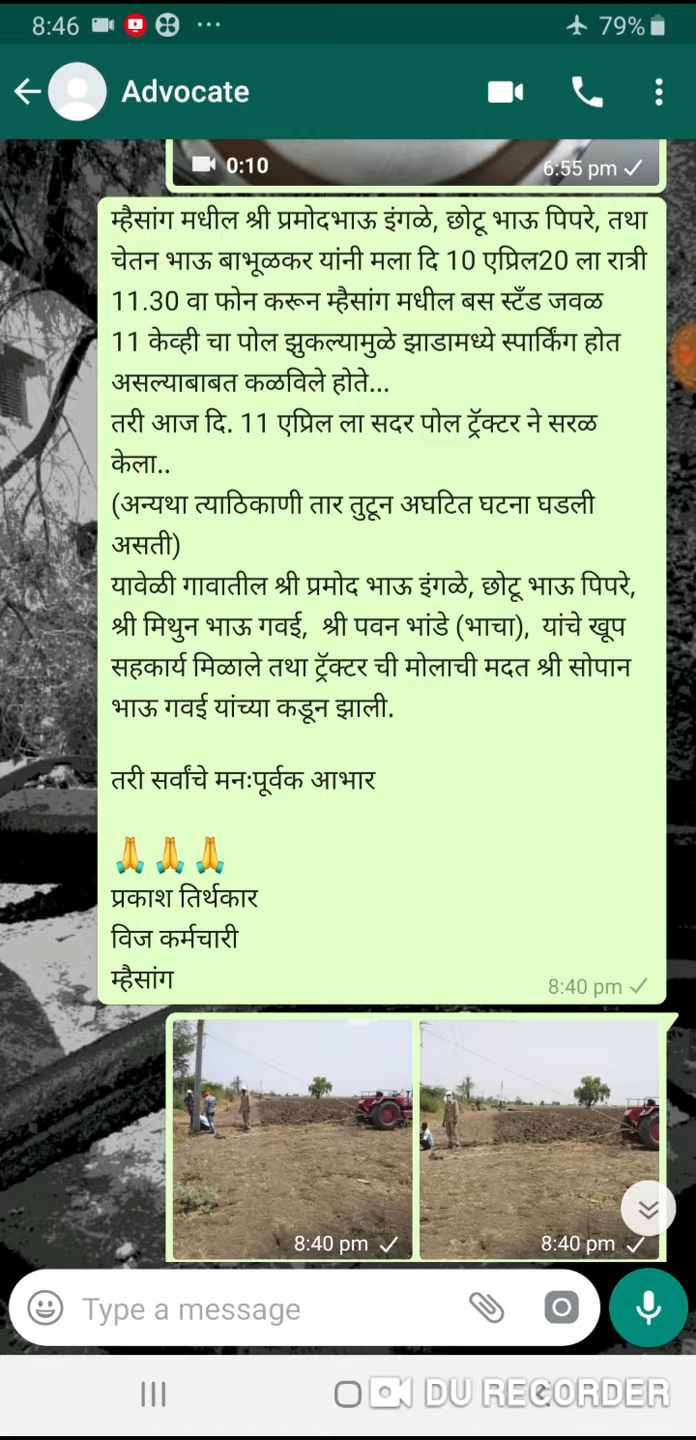 8:46
79%
Advocate
0:10
6:55 pm
म्हैसांग मधील श्री प्रमोदभाऊ इंगळे, छोटू भाऊ पिपरे, तथा
चेतन भाऊ बाभूळकर यांनी मला दि 10 एप्रिल20 ला रात्री
11.30 वा फोन करून म्हैसांग मधील बस स्टँड जवळ
11 केव्ही चा पोल झुकल्यामुळे झाडामध्ये स्पार्किंग होत
असल्याबाबत कळविले होते...
तरी आज दि. 11 एप्रिल ला सदर पोल ट्रॅक्टर ने सरळ
केला..
(अन्यथा त्याठिकाणी तार तुटून अघटित घटना घडली
असती)
यावेळी गावातील श्री प्रमोद भाऊ इंगळे, छोटू भाऊ पिपरे,
श्री मिथुन भाऊ गवई, श्री पवन भांडे (भाचा), यांचे खूप
सहकार्य मिळाले तथा ट्रॅक्टर ची मोलाची मदत श्री सोपान
भाऊ गवई यांच्या कडून झाली.
तरी सर्वांचे मनःपूर्वक आभार
🙏🙏🙏
प्रकाश तिर्थकार
विज कर्मचारी
म्हैसांग
8:40 pm
8:40 pm
8:40 pm
Type a message
DU RECORDER